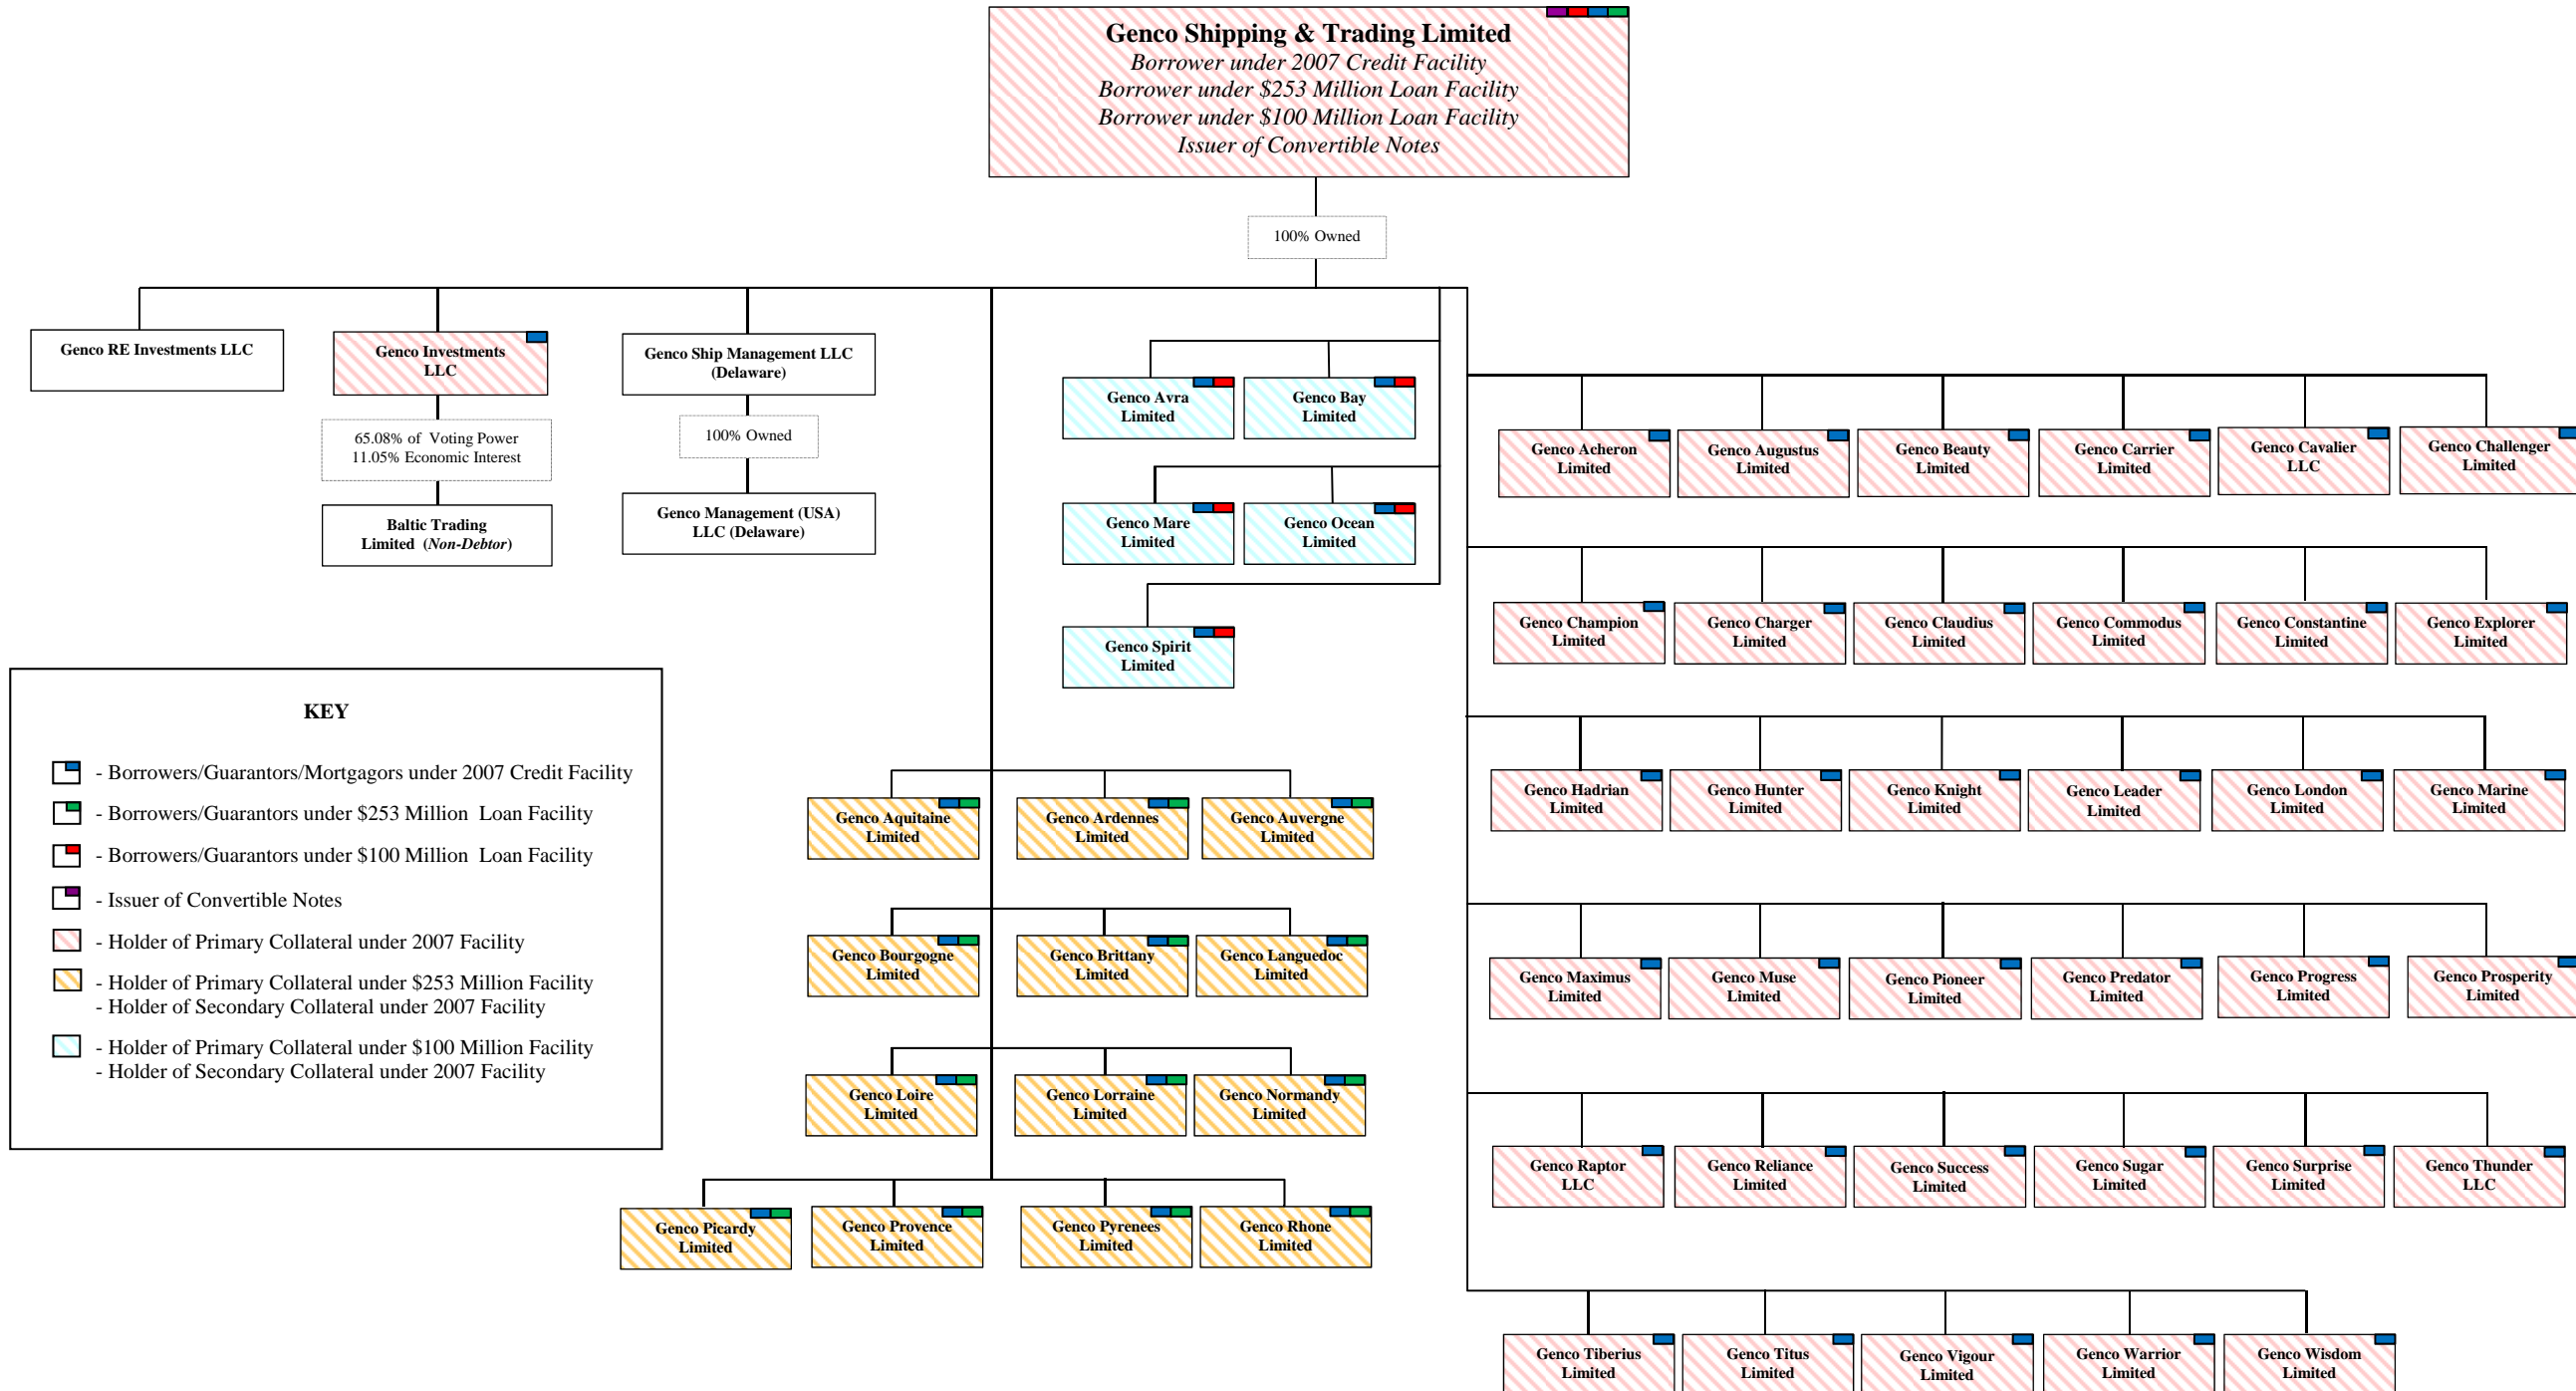 Genco Shipping & Trading Limited
Borrower under 2007 Credit Facility
Borrower under $253 Million Loan Facility
Borrower under $100 Million Loan Facility
Issuer of Convertible Notes
100% Owned
Genco RE Investments LLC
Genco Investments
LLC
65.08% of Voting Power
11.05% Economic Interest
Baltic Trading
Limited (Non-Debtor)
Genco Ship Management LLC
(Delaware)
100% Owned
Genco Management (USA)
LLC (Delaware)
Genco Avra
Limited
Genco Bay
Limited
Genco Mare
Limited
Genco Ocean
Limited
Genco Spirit
Limited
Genco Acheron
Limited
Genco Augustus
Limited
Genco Beauty
Limited
Genco Carrier
Limited
Genco Cavalier
LLC
Genco Challenger
Limited
Genco Champion
Limited
Genco Charger
Limited
Genco Claudius
Limited
Genco Commodus
Limited
Genco Constantine
Limited
Genco Explorer
Limited
Genco Hadrian
Limited
Genco Hunter
Limited
Genco Knight
Limited
Genco Leader
Limited
Genco London
Limited
Genco Marine
Limited
Genco Maximus
Limited
Genco Muse
Limited
Genco Pioneer
Limited
Genco Predator
Limited
Genco Progress
Limited
Genco Prosperity
Limited
Genco Raptor
LLC
Genco Reliance
Limited
Genco Success
Limited
Genco Sugar
Limited
Genco Surprise
Limited
Genco Thunder
LLC
Genco Tiberius
Limited
Genco Titus
Limited
Genco Vigour
Limited
Genco Warrior
Limited
Genco Wisdom
Limited
Genco Aquitaine
Limited
Genco Ardennes
Limited
Genco Auvergne
Limited
Genco Bourgogne
Limited
Genco Brittany
Limited
Genco Languedoc
Limited
Genco Loire
Limited
Genco Lorraine
Limited
Genco Normandy
Limited
Genco Picardy
Limited
Genco Provence
Limited
Genco Pyrenees
Limited
Genco Rhone
Limited
KEY
- Borrowers/Guarantors/Mortgagors under 2007 Credit Facility
- Borrowers/Guarantors under $253 Million Loan Facility
- Borrowers/Guarantors under $100 Million Loan Facility
- Issuer of Convertible Notes
- Holder of Primary Collateral under 2007 Facility
- Holder of Primary Collateral under $253 Million Facility
- Holder of Secondary Collateral under 2007 Facility
- Holder of Primary Collateral under $100 Million Facility
- Holder of Secondary Collateral under 2007 Facility